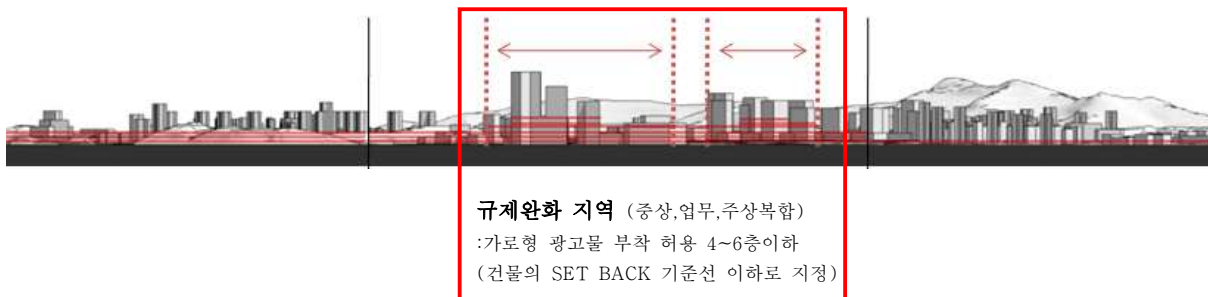 규제완화 지역 (중상,업무,주상복합)
:가로형 광고물 부착 허용 4~6층이하
(건물의 SET BACK 기준선 이하로 지정)